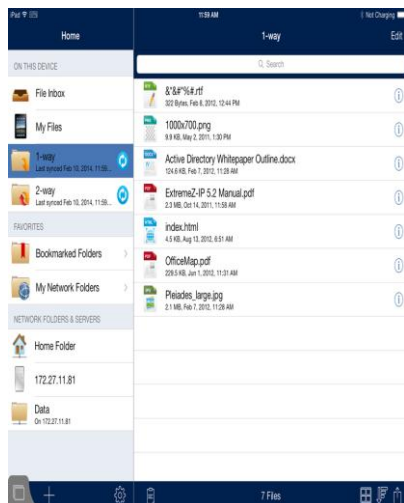 iPad
11:59 AM
Not Charging
Home
1-way
Edit
ON THIS DEVICE
Search
File Inbox
My Files
1-way
Last synced Feb 10, 2014, 11:59...
2-way
Last synced Feb 10, 2014, 11:59...
FAVORITES
Bookmarked Folders
My Network Folders
NETWORK FOLDERS & SERVERS
Home Folder
172.27.11.81
Data
On 172.27.11.81
&"&#"%#.rtf
322 Bytes, Feb 8, 2012, 12:44 PM
1000x700.png
9.9 KB, May 2, 2011, 1:30 PM
Active Directory Whitepaper Outline.docx
124.6 KB, Feb 7, 2012, 11:28 AM
ExtremeZ-IP 5.2 Manual.pdf
2.3 MB, Oct 14, 2011, 11:58 AM
index.html
4.5 KB, Aug 13, 2012, 6:51 AM
OfficeMap.pdf
229.5 KB, Jun 1, 2012, 11:31 AM
Pleiades_large.jpg
2.1 MB, Feb 7, 2012, 11:28 AM
7 Files